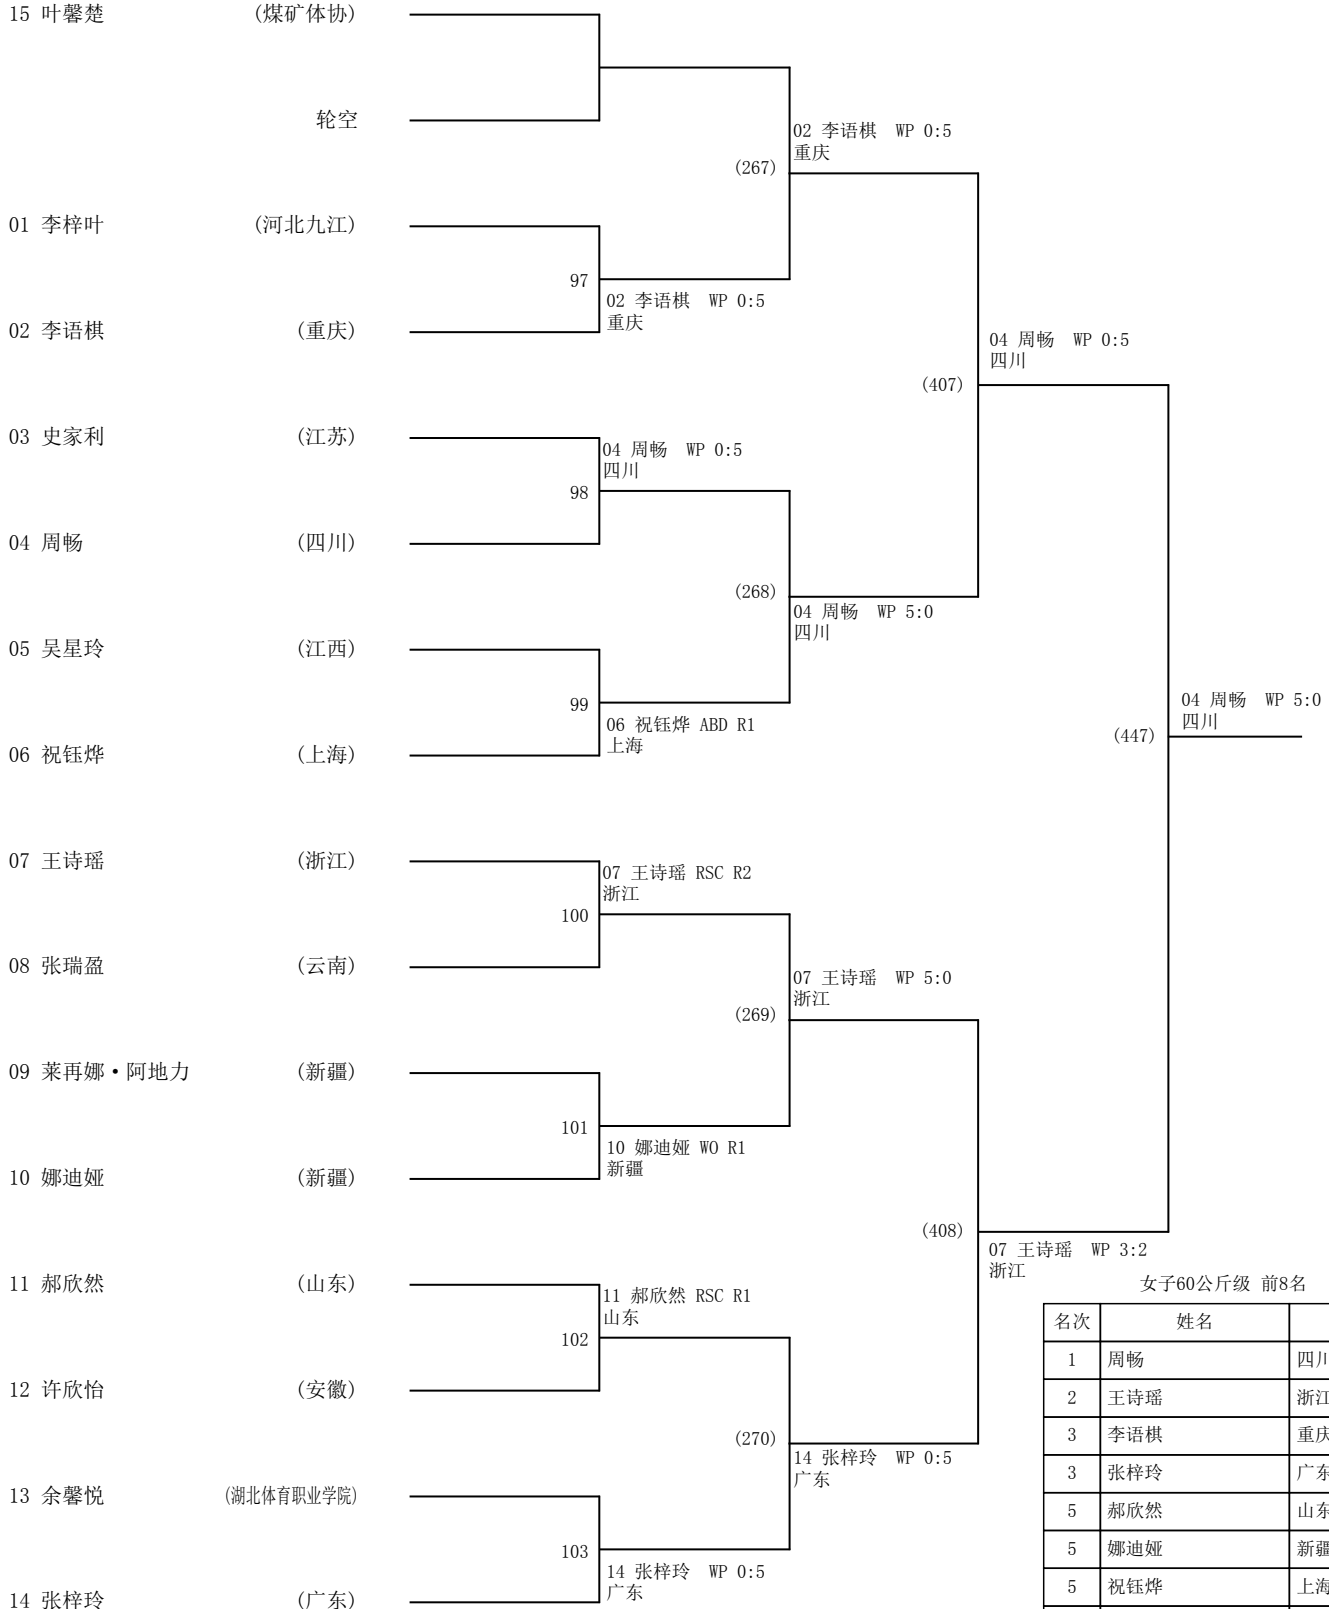 15 叶馨楚 (煤矿体协)
轮空
02 李语棋 WP 0:5
重庆
(267)
01 李梓叶 (河北九江)
97
02 李语棋 WP 0:5
重庆
02 李语棋 (重庆)
04 周畅 WP 0:5
四川
(407)
03 史家利 (江苏)
04 周畅 WP 0:5
四川
98
04 周畅 (四川)
(268)
04 周畅 WP 5:0
四川
05 吴星玲 (江西)
99
06 祝钰烨 ABD R1
上海
06 祝钰烨 (上海)
04 周畅 WP 5:0
四川
(447)
07 王诗瑶 (浙江)
07 王诗瑶 RSC R2
浙江
100
08 张瑞盈 (云南)
07 王诗瑶 WP 5:0
浙江
(269)
09 莱再娜•阿地力 (新疆)
101
10 娜迪娅 WO R1
新疆
10 娜迪娅 (新疆)
(408)
07 王诗瑶 WP 3:2
浙江
11 郝欣然 (山东)
11 郝欣然 RSC R1
山东
102
12 许欣怡 (安徽)
(270)
14 张梓玲 WP 0:5
广东
13 余馨悦 (湖北体育职业学院)
103
14 张梓玲 WP 0:5
广东
14 张梓玲 (广东)
女子60公斤级 前8名
名次 姓名
1 周畅 四川
2 王诗瑶 浙江
3 李语棋 重庆
3 张梓玲 广东
5 郝欣然 山东
5 娜迪娅 新疆
5 祝钰烨 上海